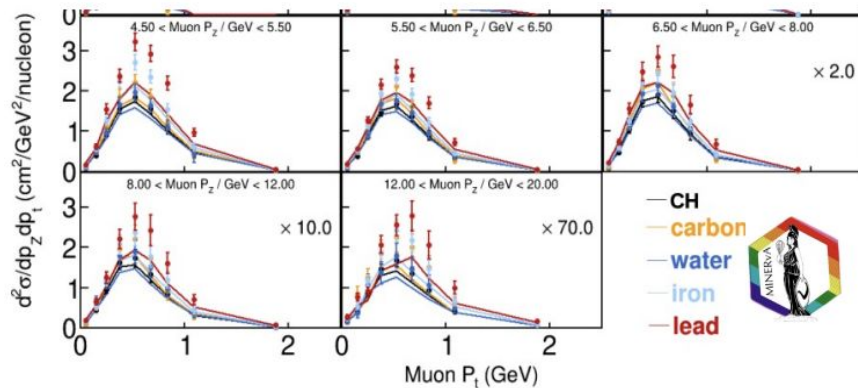 4.50 < Muon P_z / GeV < 5.50
5.50 < Muon P_z / GeV < 6.50
6.50 < Muon P_z / GeV < 8.00
0
3
2
1
0
× 2.0
8.00 < Muon P_z / GeV < 12.00
12.00 < Muon P_z / GeV < 20.00
3
2
1
0
× 10.0
× 70.0
CH
carbon
water
iron
lead
MINERvA
0 1 2
0 1 2
d²σ/dp_z dp_t (cm²/GeV²/nucleon)
Muon P_t (GeV)